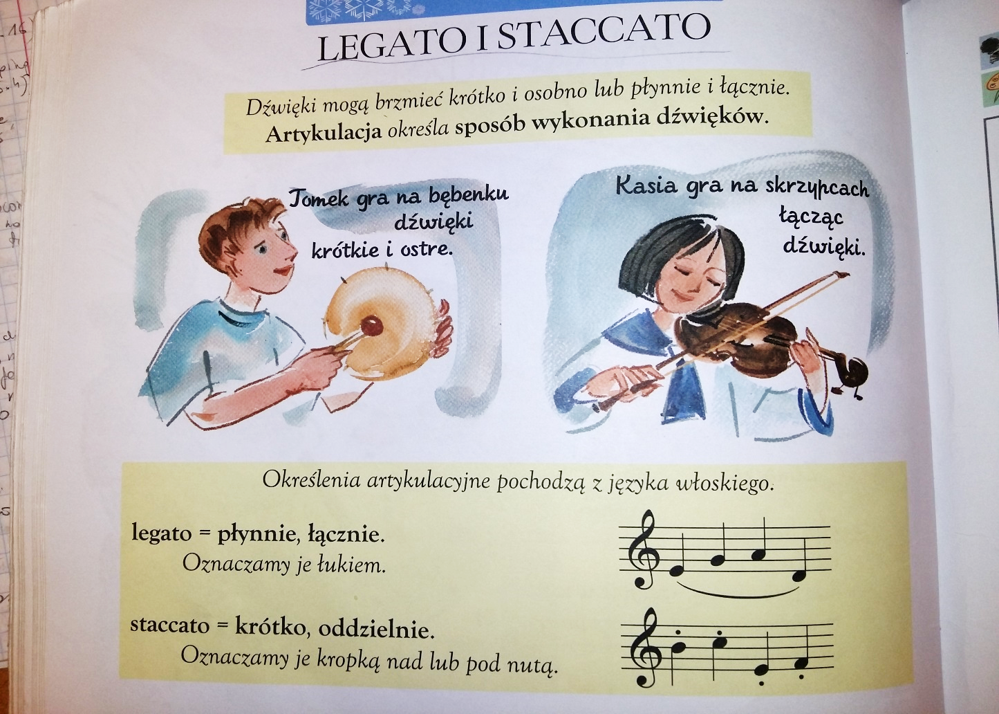 LEGATO I STACCATO
Dźwięki mogą brzmieć krótko i osobno lub płynnie i łącznie.
Artykulacja określa sposób wykonania dźwięków.
Tomek gra na bębenku
dźwięki
krótkie i ostre.
Kasia gra na skrzypcach
łącząc
dźwięki.
Określenia artykulacyjne pochodzą z języka włoskiego.
legato = płynnie, łącznie.
Oznaczamy je łukiem.
staccato = krótko, oddzielnie.
Oznaczamy je kropką nad lub pod nutą.